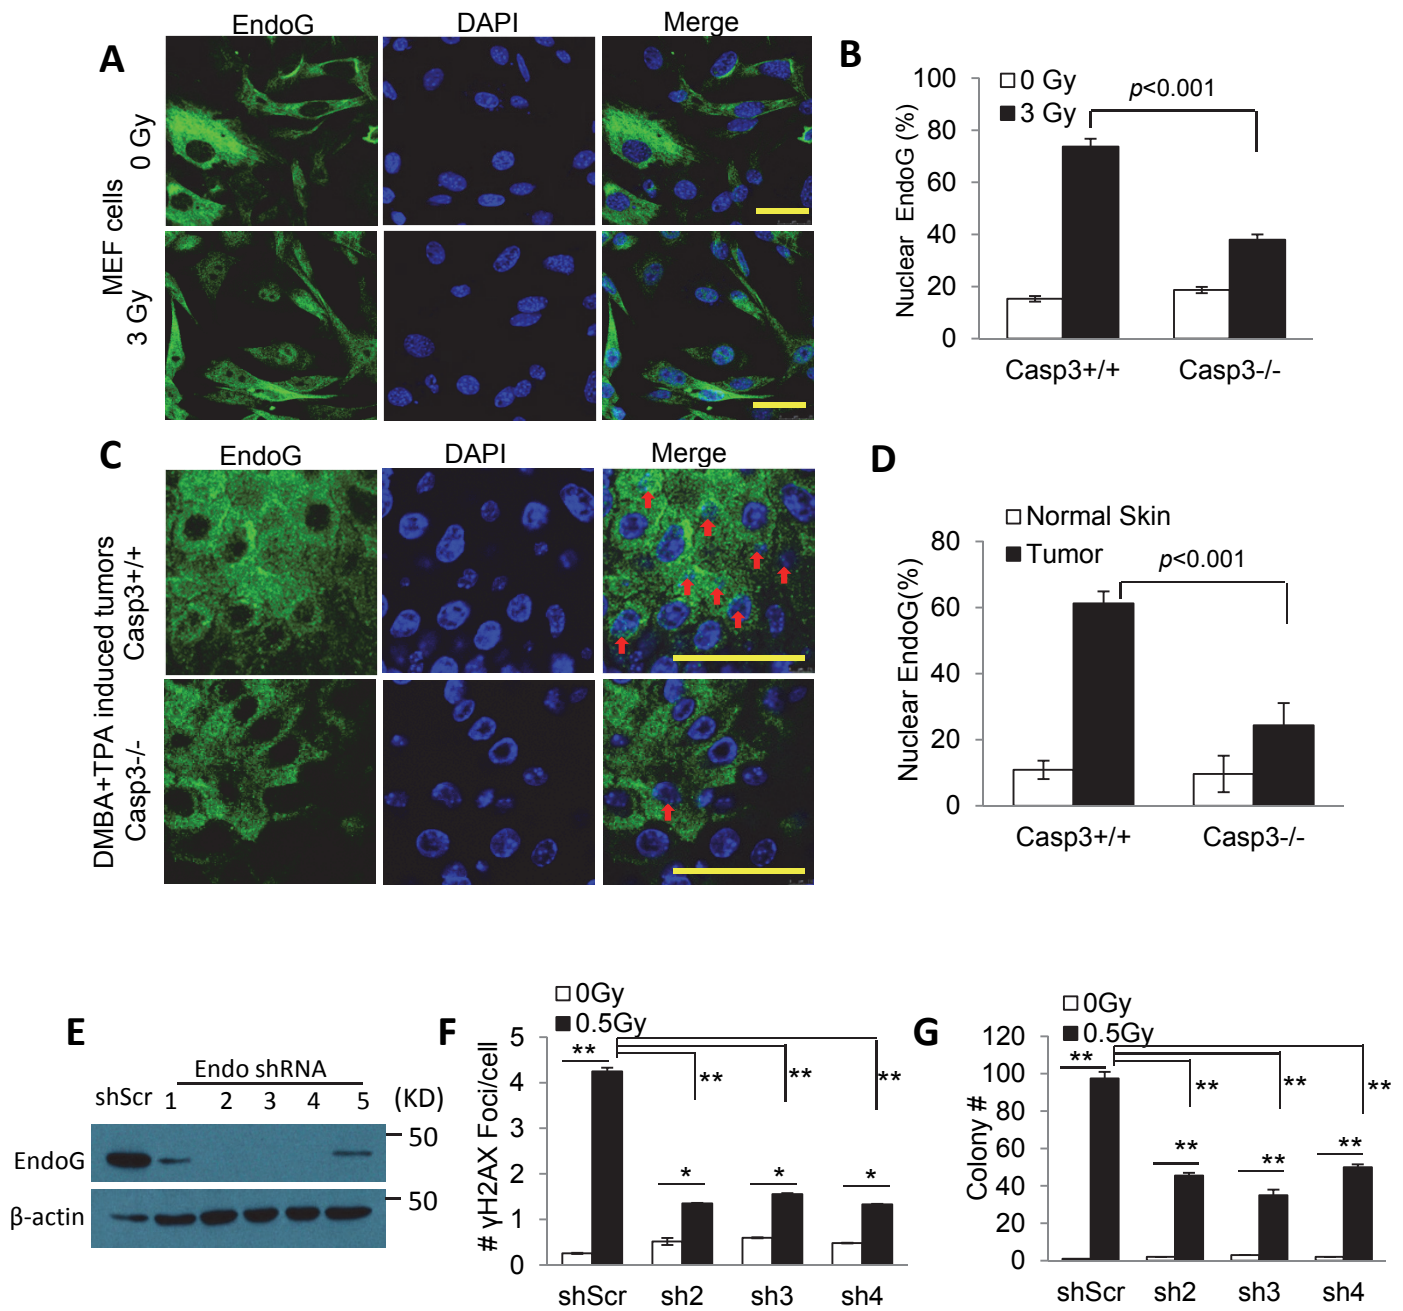 A
EndoG DAPI Merge
MEF cells
0 Gy
3 Gy
B
0 Gy
3 Gy
p<0.001
Nuclear EndoG (%)
100
80
60
40
20
0
Casp3+/+ Casp3-/-
C
EndoG DAPI Merge
DMBA+TPA induced tumors
Casp3+/+
Casp3-/-
D
Normal Skin
Tumor
p<0.001
Nuclear EndoG(%)
80
60
40
20
0
Casp3+/+ Casp3-/-
E
Endo shRNA
shScr 1 2 3 4 5 (KD)
50
EndoG
50
β-actin
F
0Gy
0.5Gy
# γH2AX Foci/cell
5
4
3
2
1
0
** ** ** **
* * *
shScr sh2 sh3 sh4
G
0Gy
0.5Gy
Colony #
120
100
80
60
40
20
0
** ** ** **
** ** **
shScr sh2 sh3 sh4